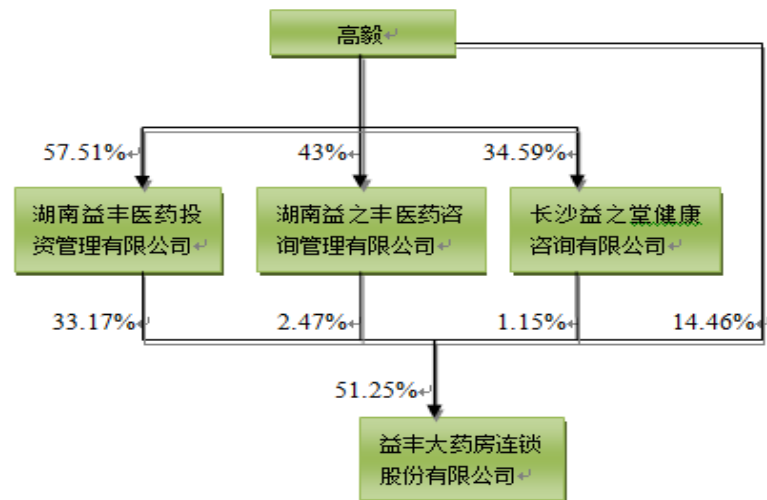 高毅
57.51%
43%
34.59%
湖南益丰医药投
资管理有限公司
湖南益之丰医药咨
询管理有限公司
长沙益之堂健康
咨询有限公司
33.17%
2.47%
1.15%
14.46%
51.25%
益丰大药房连锁
股份有限公司